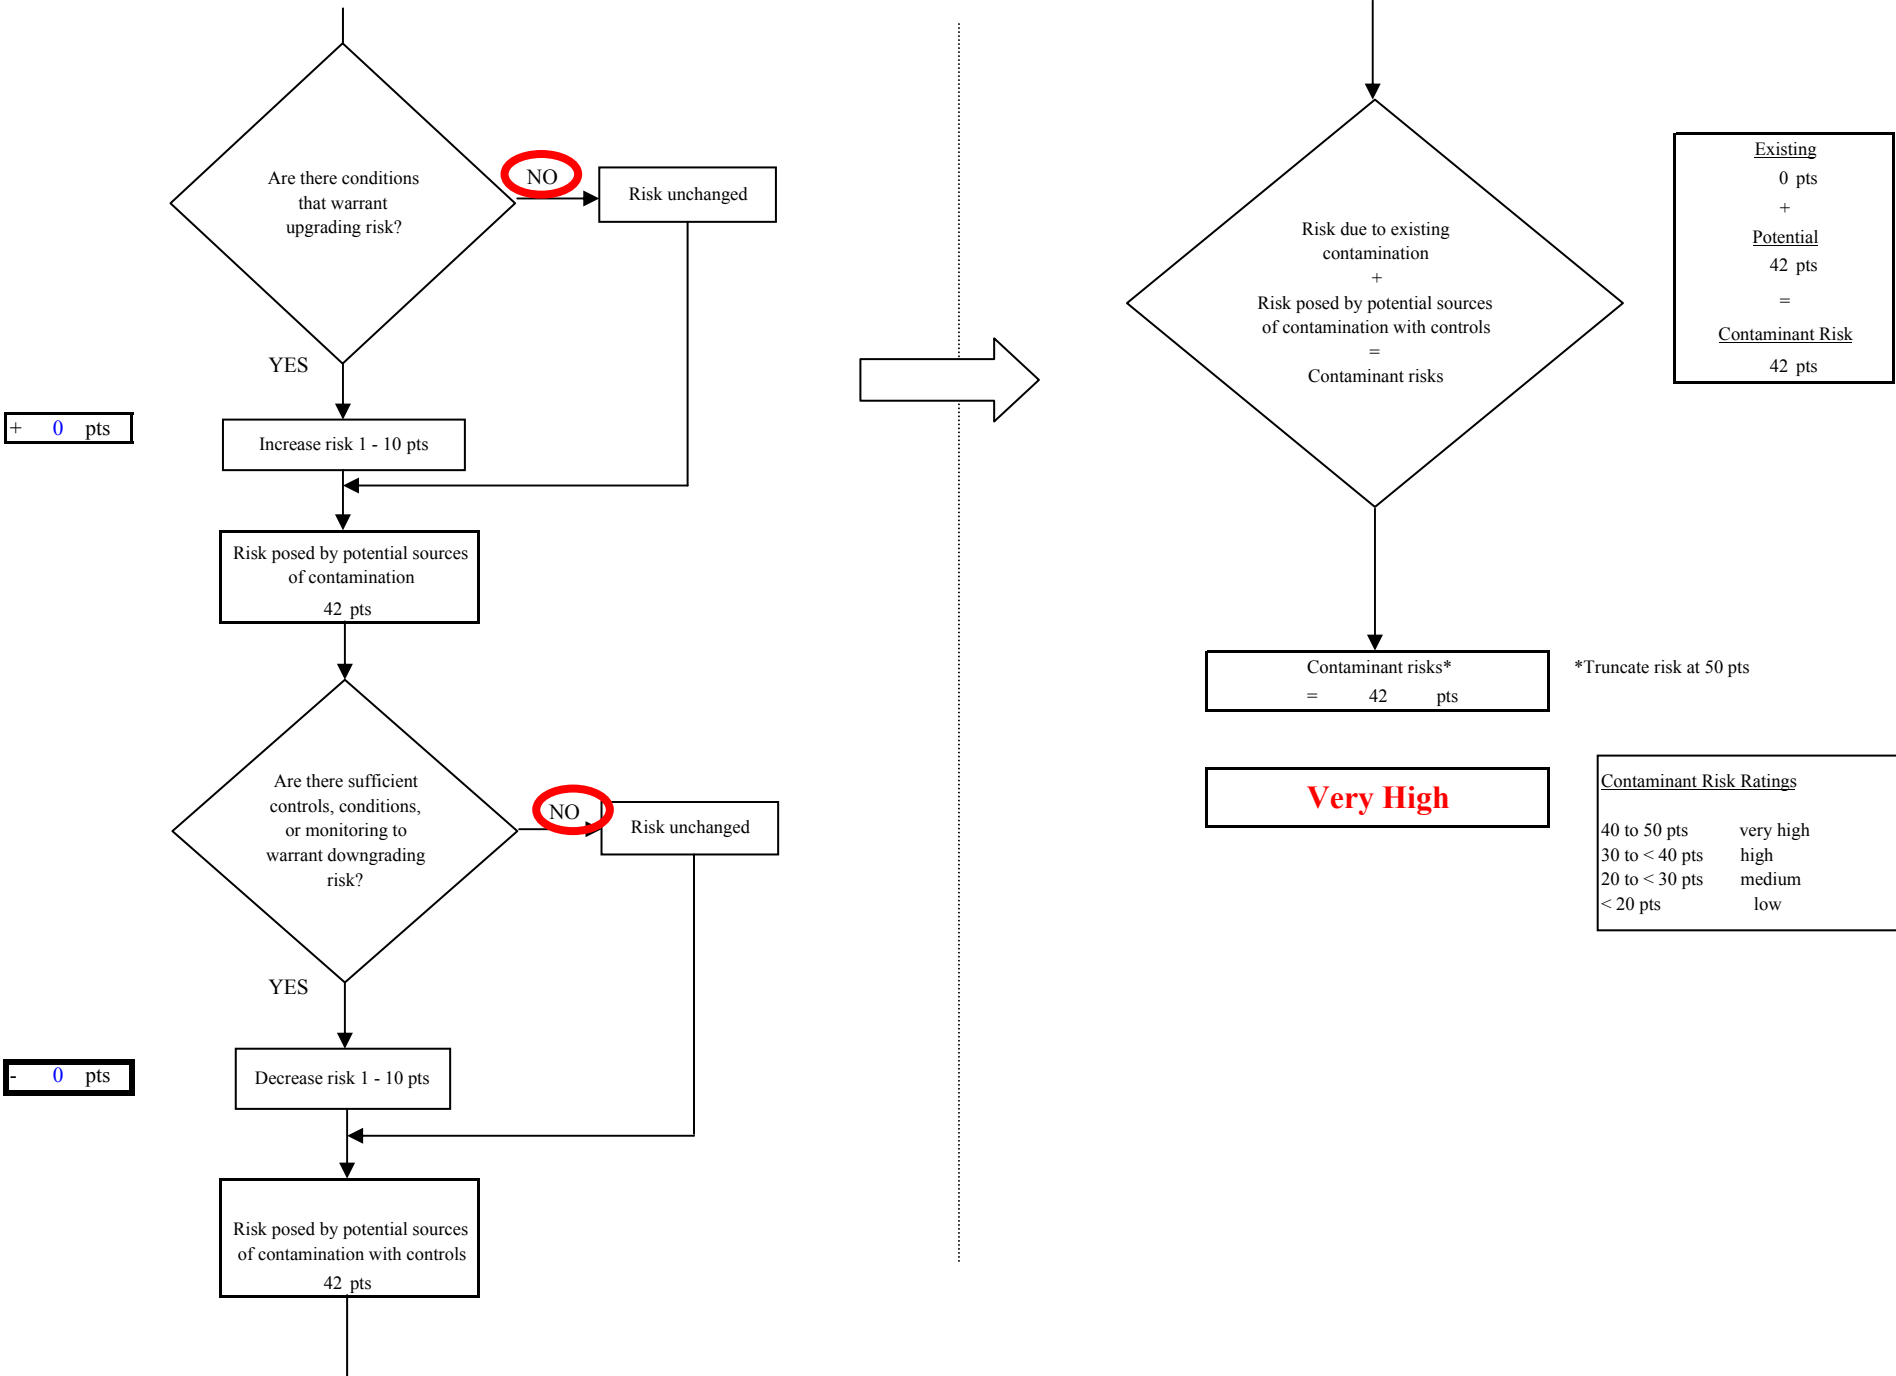 Are there conditions
that warrant
upgrading risk?
NO
Risk unchanged
YES
+ 0 pts
Increase risk 1 - 10 pts
Risk posed by potential sources
of contamination
42 pts
Are there sufficient
controls, conditions,
or monitoring to
warrant downgrading
risk?
NO
Risk unchanged
YES
- 0 pts
Decrease risk 1 - 10 pts
Risk posed by potential sources
of contamination with controls
42 pts
Risk due to existing
contamination
+
Risk posed by potential sources
of contamination with controls
=
Contaminant risks
Existing
0 pts
+
Potential
42 pts
=
Contaminant Risk
42 pts
Contaminant risks*
= 42 pts
*Truncate risk at 50 pts
Very High
Contaminant Risk Ratings
40 to 50 pts very high
30 to < 40 pts high
20 to < 30 pts medium
< 20 pts low